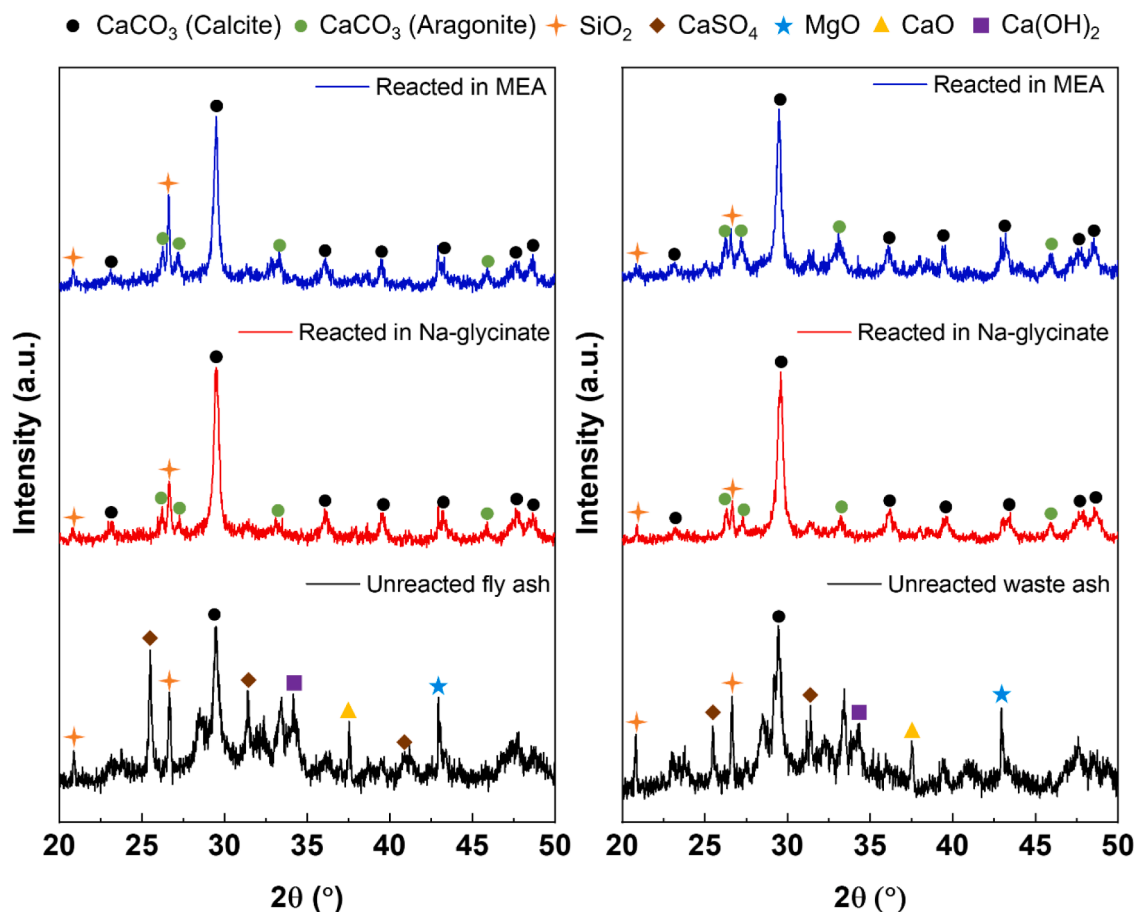 CaCO₃ (Calcite) CaCO₃ (Aragonite) SiO₂ CaSO₄ MgO CaO Ca(OH)₂
Reacted in MEA
Reacted in Na-glycinate
Unreacted fly ash
Intensity (a.u.)
20 25 30 35 40 45 50
2θ (°)
Reacted in MEA
Reacted in Na-glycinate
Unreacted waste ash
Intensity (a.u.)
20 25 30 35 40 45 50
2θ (°)